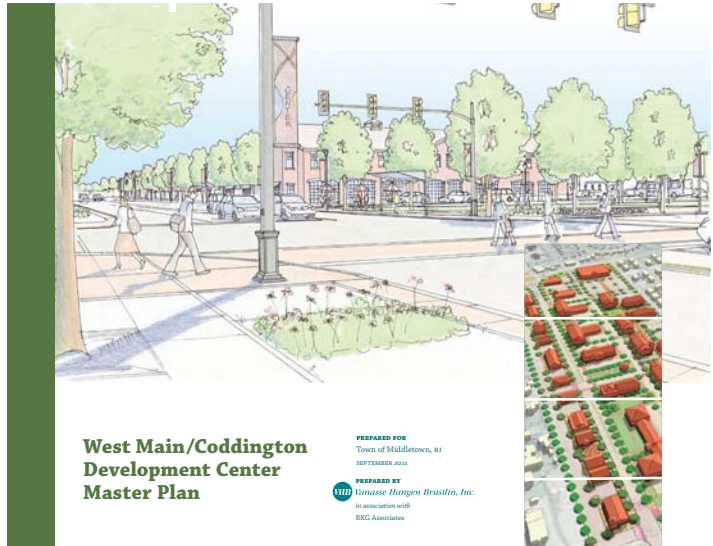 CENTER
West Main/Coddington
Development Center
Master Plan
PREPARED FOR
Town of Middletown, RI
SEPTEMBER 2011
PREPARED BY
VHB Vanasse Hangen Brustlin, Inc.
in association with
RKG Associates